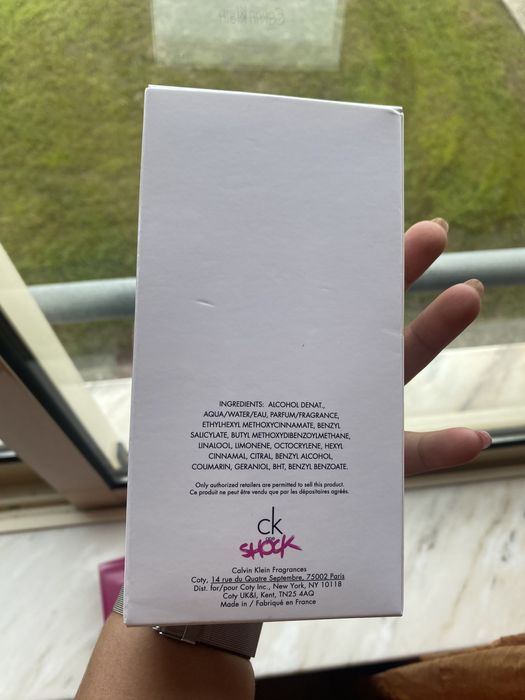 INGREDIENTS: ALCOHOL DENAT.,
AQUA/WATER/EAU, PARFUM/FRAGRANCE,
ETHYLHEXYL METHOXYCINNAMATE, BENZYL
SALICYLATE, BUTYL METHOXYDIBENZOYLMETHANE,
LINALOOL, LIMONENE, OCTOCRYLENE, HEXYL
CINNAMAL, CITRAL, BENZYL ALCOHOL,
COUMARIN, GERANIOL, BHT, BENZYL BENZOATE.
Only authorized retailers are permitted to sell this product.
Ce produit ne peut être vendu que par les dépositaires agréés.
ck
one
SHOCK
Calvin Klein Fragrances
Coty, 14 rue du Quatre Septembre, 75002 Paris
Dist. for/pour Coty Inc., New York, NY 10118
Coty UK&I, Kent, TN25 4AQ
Made in / Fabriqué en France